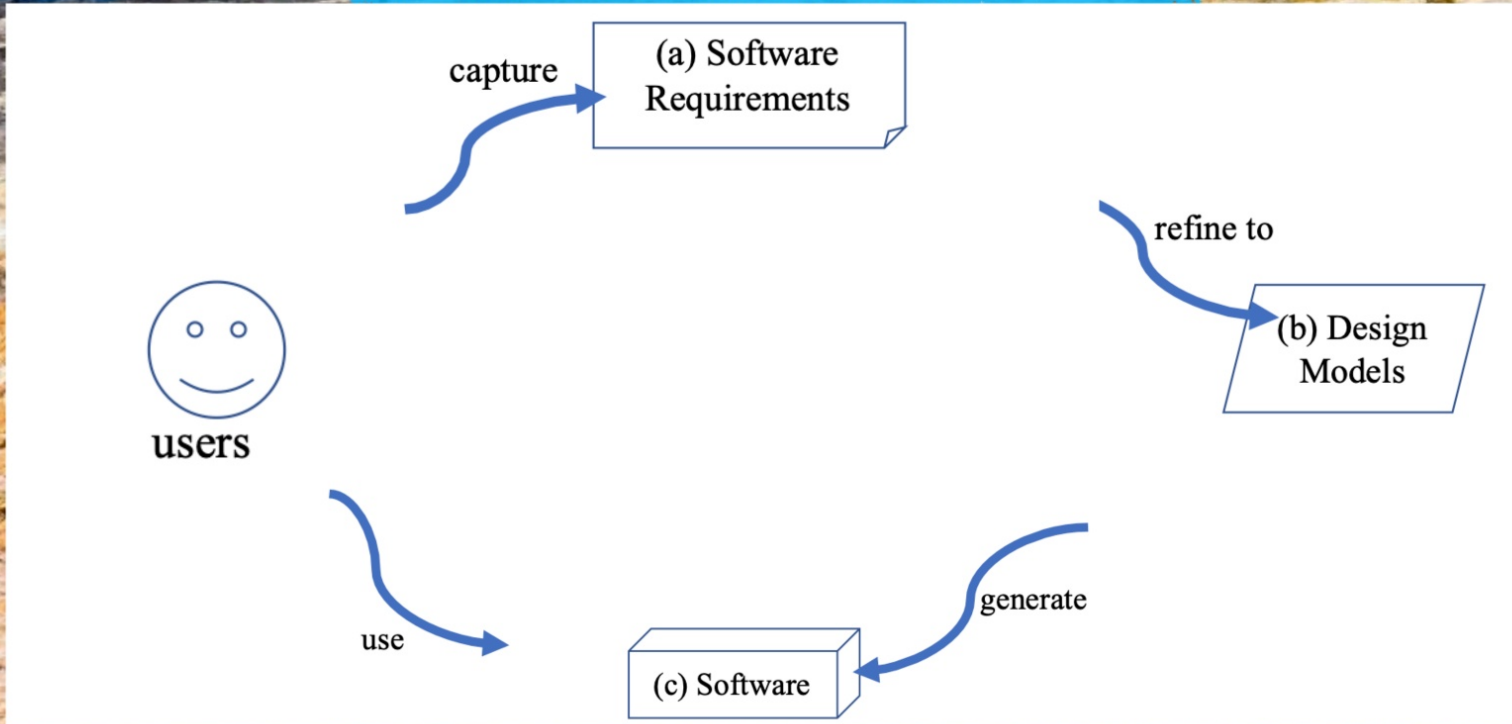 capture
(a) Software
Requirements
refine to
(b) Design
Models
users
generate
use
(c) Software